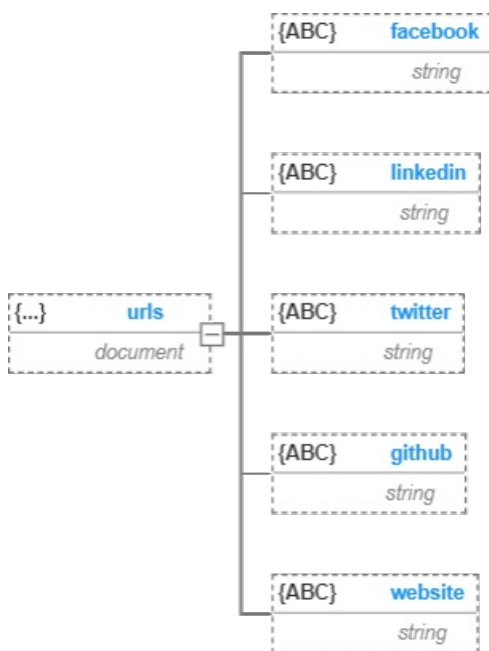 {ABC} facebook
string
{ABC} linkedin
string
{...} urls
document
{ABC} twitter
string
{ABC} github
string
{ABC} website
string